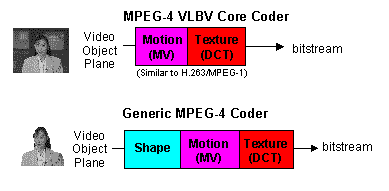 MPEG-4 VLBV Core Coder
Video
Object
Plane
Motion
(MV)
Texture
(DCT)
bitstream
(Similar to H.263/MPEG-1)
Generic MPEG-4 Coder
Video
Object
Plane
Shape
Motion
(MV)
Texture
(DCT)
bitstream